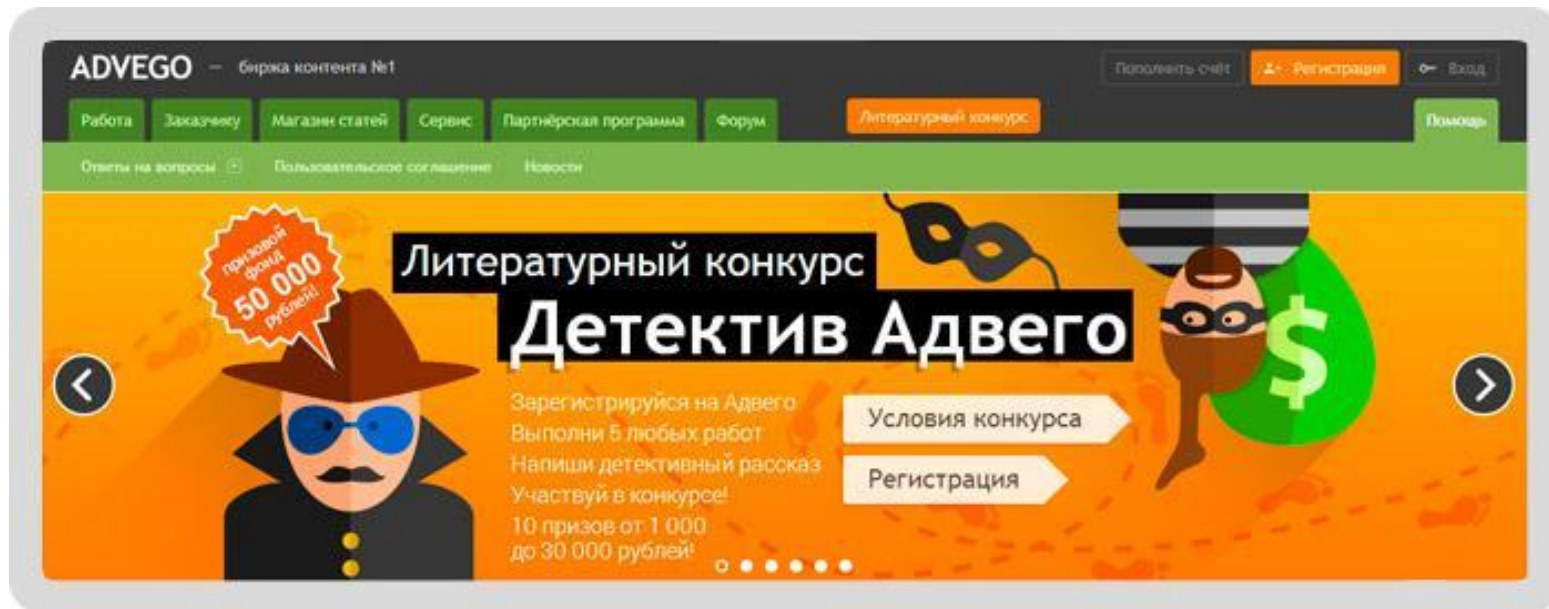 ADVEGO – биржа контента №1
Пополнить счёт
Регистрация
Вход
Работа
Заказчику
Магазин статей
Сервис
Партнёрская программа
Форум
Литературный конкурс
Помощь
Ответы на вопросы
Пользовательское соглашение
Новости
призовой
фонд
50 000
рублей!
Литературный конкурс
Детектив Адвего
Зарегистрируйся на Адвего
Выполни 5 любых работ
Напиши детективный рассказ
Участвуй в конкурсе!
10 призов от 1 000
до 30 000 рублей!
Условия конкурса
Регистрация
$